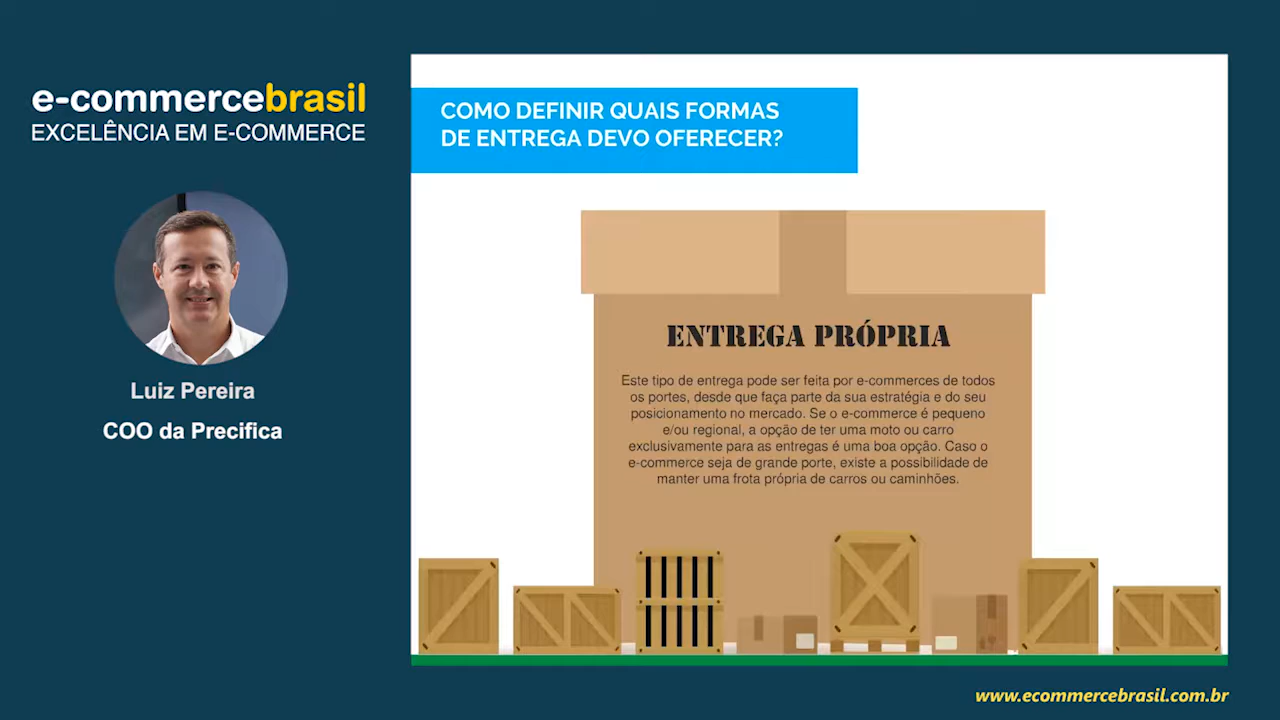 e-commercebrasil
EXCELÊNCIA EM E-COMMERCE
Luiz Pereira
COO da Precifica
COMO DEFINIR QUAIS FORMAS
DE ENTREGA DEVO OFERECER?
ENTREGA PRÓPRIA
Este tipo de entrega pode ser feita por e-commerces de todos
os portes, desde que faça parte da sua estratégia e do seu
posicionamento no mercado. Se o e-commerce é pequeno
e/ou regional, a opção de ter uma moto ou carro
exclusivamente para as entregas é uma boa opção. Caso o
e-commerce seja de grande porte, existe a possibilidade de
manter uma frota própria de carros ou caminhões.
www.ecommercebrasil.com.br